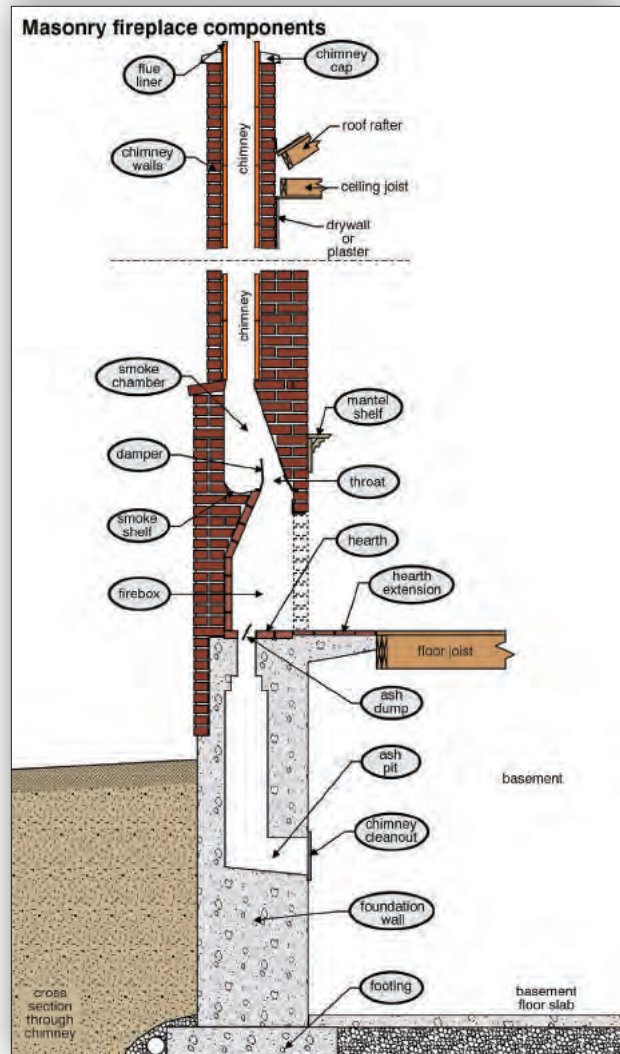 Masonry fireplace components
flue
liner
chimney
cap
chimney
roof rafter
chimney
walls
ceiling joist
drywall
or
plaster
chimney
smoke
chamber
mantel
shelf
damper
throat
smoke
shelf
hearth
firebox
hearth
extension
floor joist
ash
dump
ash
pit
basement
chimney
cleanout
foundation
wall
footing
cross
section
through
chimney
basement
floor slab